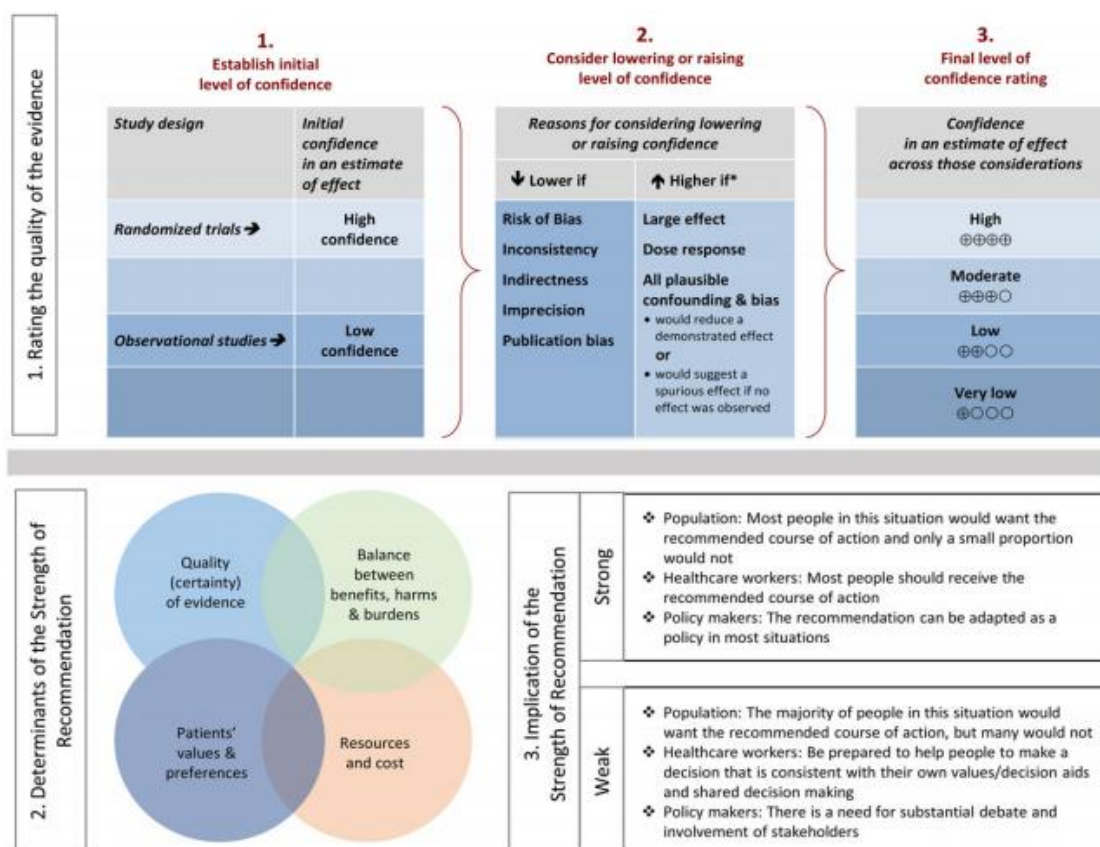 1. Rating the quality of the evidence
1.
Establish initial
level of confidence
Study design
Initial
confidence
in an estimate
of effect
Randomized trials ➔
High
confidence
Observational studies ➔
Low
confidence
2.
Consider lowering or raising
level of confidence
Reasons for considering lowering
or raising confidence
🡻 Lower if
Risk of Bias
Inconsistency
Indirectness
Imprecision
Publication bias
🡹 Higher if*
Large effect
Dose response
All plausible
confounding & bias
• would reduce a
demonstrated effect
or
• would suggest a
spurious effect if no
effect was observed
3.
Final level of
confidence rating
Confidence
in an estimate of effect
across those considerations
High
⊕⊕⊕⊕
Moderate
⊕⊕⊕○
Low
⊕⊕○○
Very low
⊕○○○
2. Determinants of the Strength of
Recommendation
Quality
(certainty)
of evidence
Balance
between
benefits, harms
& burdens
Patients'
values &
preferences
Resources
and cost
3. Implication of the
Strength of Recommendation
Strong
❖ Population: Most people in this situation would want the
recommended course of action and only a small proportion
would not
❖ Healthcare workers: Most people should receive the
recommended course of action
❖ Policy makers: The recommendation can be adapted as a
policy in most situations
Weak
❖ Population: The majority of people in this situation would
want the recommended course of action, but many would not
❖ Healthcare workers: Be prepared to help people to make a
decision that is consistent with their own values/decision aids
and shared decision making
❖ Policy makers: There is a need for substantial debate and
involvement of stakeholders